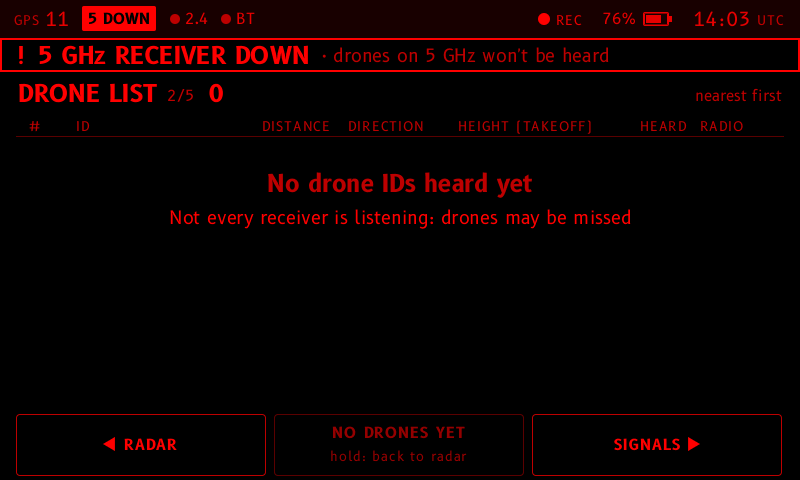 GPS 11 5 DOWN 2.4 BT REC 76% 14:03 UTC
! 5 GHz RECEIVER DOWN · drones on 5 GHz won't be heard
DRONE LIST 2/5 0 nearest first
# ID DISTANCE DIRECTION HEIGHT (TAKEOFF) HEARD RADIO
No drone IDs heard yet
Not every receiver is listening: drones may be missed
◀ RADAR
NO DRONES YET
hold: back to radar
SIGNALS ▶